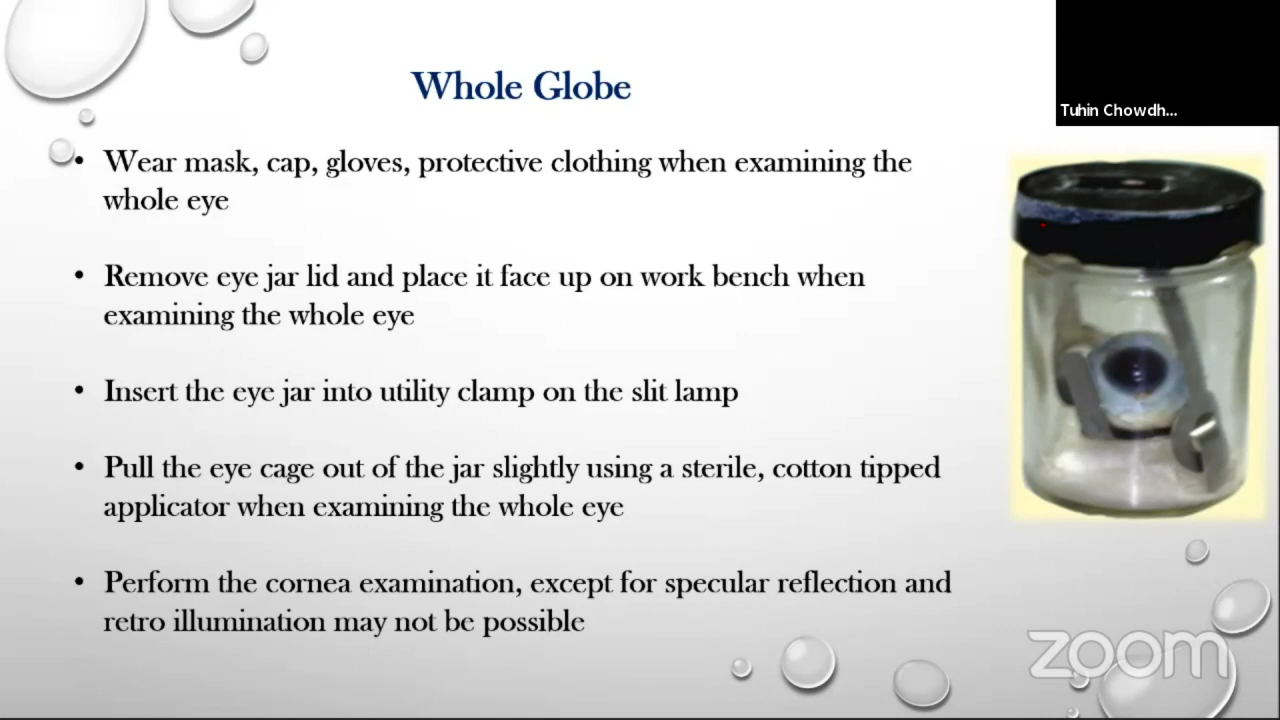 Tuhin Chowdh...
Whole Globe
• Wear mask, cap, gloves, protective clothing when examining the
whole eye
• Remove eye jar lid and place it face up on work bench when
examining the whole eye
• Insert the eye jar into utility clamp on the slit lamp
• Pull the eye cage out of the jar slightly using a sterile, cotton tipped
applicator when examining the whole eye
• Perform the cornea examination, except for specular reflection and
retro illumination may not be possible
zoom